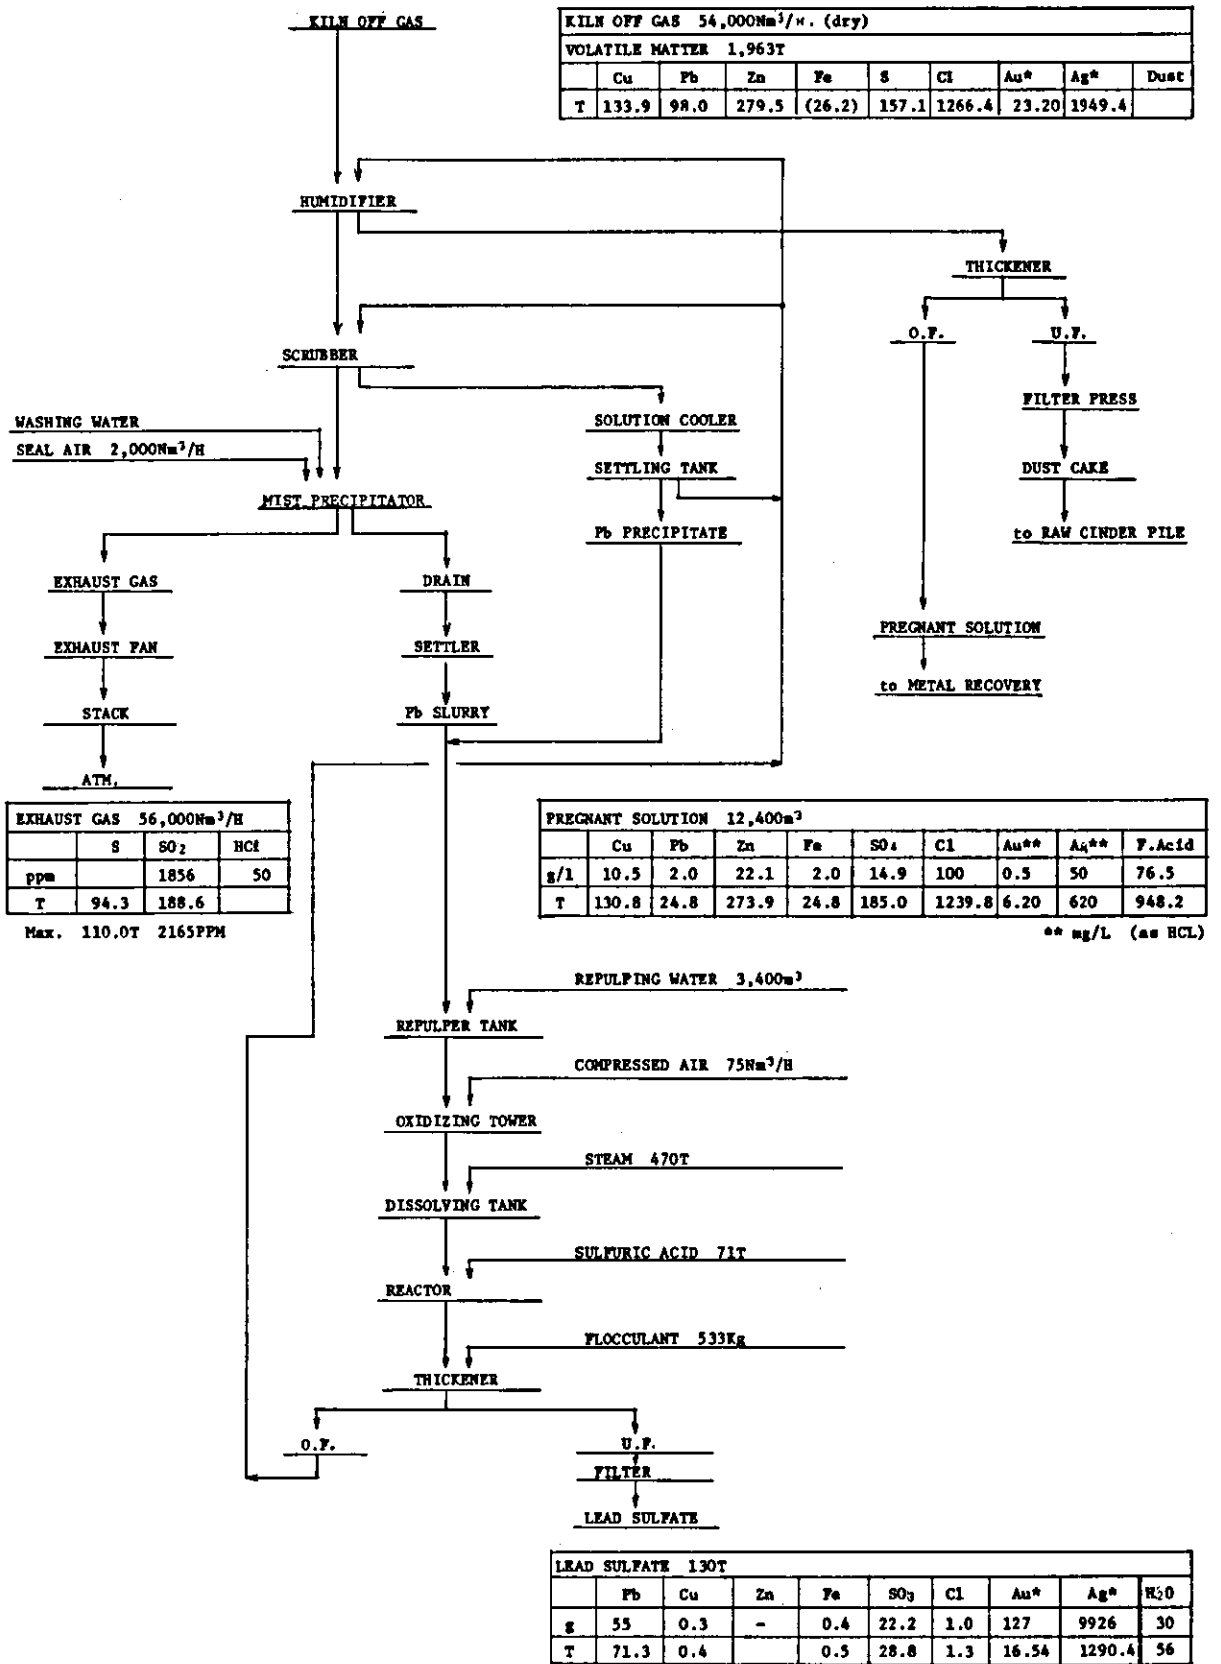 KILN OFF GAS
KILN OFF GAS 54,000Nm³/H. (dry)
VOLATILE MATTER 1,963T
Cu Pb Zn Fe S Cl Au* Ag* Dust
T 133.9 98.0 279.5 (26.2) 157.1 1266.4 23.20 1949.4
HUMIDIFIER
THICKENER
O.F. U.F.
SCRUBBER
FILTER PRESS
WASHING WATER
SOLUTION COOLER
SEAL AIR 2,000Nm³/H
SETTLING TANK
DUST CAKE
MIST PRECIPITATOR
Pb PRECIPITATE
to RAW CINDER PILE
EXHAUST GAS
DRAIN
PREGNANT SOLUTION
EXHAUST FAN
SETTLER
to METAL RECOVERY
STACK
Pb SLURRY
ATM.
EXHAUST GAS 56,000Nm³/H
S SO₂ HCl
ppm 1856 50
T 94.3 188.6
Max. 110.0T 2165PPM
PREGNANT SOLUTION 12,400m³
Cu Pb Zn Fe SO₄ Cl Au** Ag** F.Acid
g/l 10.5 2.0 22.1 2.0 14.9 100 0.5 50 76.5
T 130.8 24.8 273.9 24.8 185.0 1239.8 6.20 620 948.2
** mg/L (as HCL)
REPULPING WATER 3,400m³
REPULPER TANK
COMPRESSED AIR 75Nm³/H
OXIDIZING TOWER
STEAM 470T
DISSOLVING TANK
SULFURIC ACID 71T
REACTOR
FLOCCULANT 533Kg
THICKENER
O.F. U.F.
FILTER
LEAD SULFATE
LEAD SULFATE 130T
Pb Cu Zn Fe SO₃ Cl Au* Ag* H₂O
g 55 0.3 - 0.4 22.2 1.0 127 9926 30
T 71.3 0.4 0.5 28.8 1.3 16.54 1290.4 56